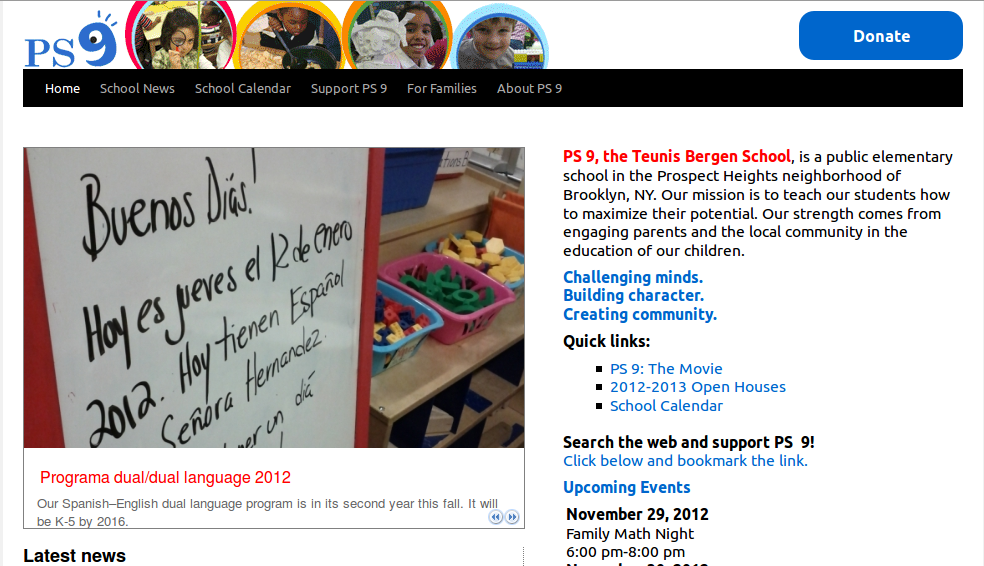 PS 9
Donate
Home School News School Calendar Support PS 9 For Families About PS 9
Buenos Días!
Hoy es jueves el 12 de enero
2012. Hoy tienen Español
Señora Hernandez.
un día
Programa dual/dual language 2012
Our Spanish–English dual language program is in its second year this fall. It will
be K-5 by 2016.
Latest news
PS 9, the Teunis Bergen School, is a public elementary
school in the Prospect Heights neighborhood of
Brooklyn, NY. Our mission is to teach our students how
to maximize their potential. Our strength comes from
engaging parents and the local community in the
education of our children.
Challenging minds.
Building character.
Creating community.
Quick links:
PS 9: The Movie
2012-2013 Open Houses
School Calendar
Search the web and support PS 9!
Click below and bookmark the link.
Upcoming Events
November 29, 2012
Family Math Night
6:00 pm-8:00 pm